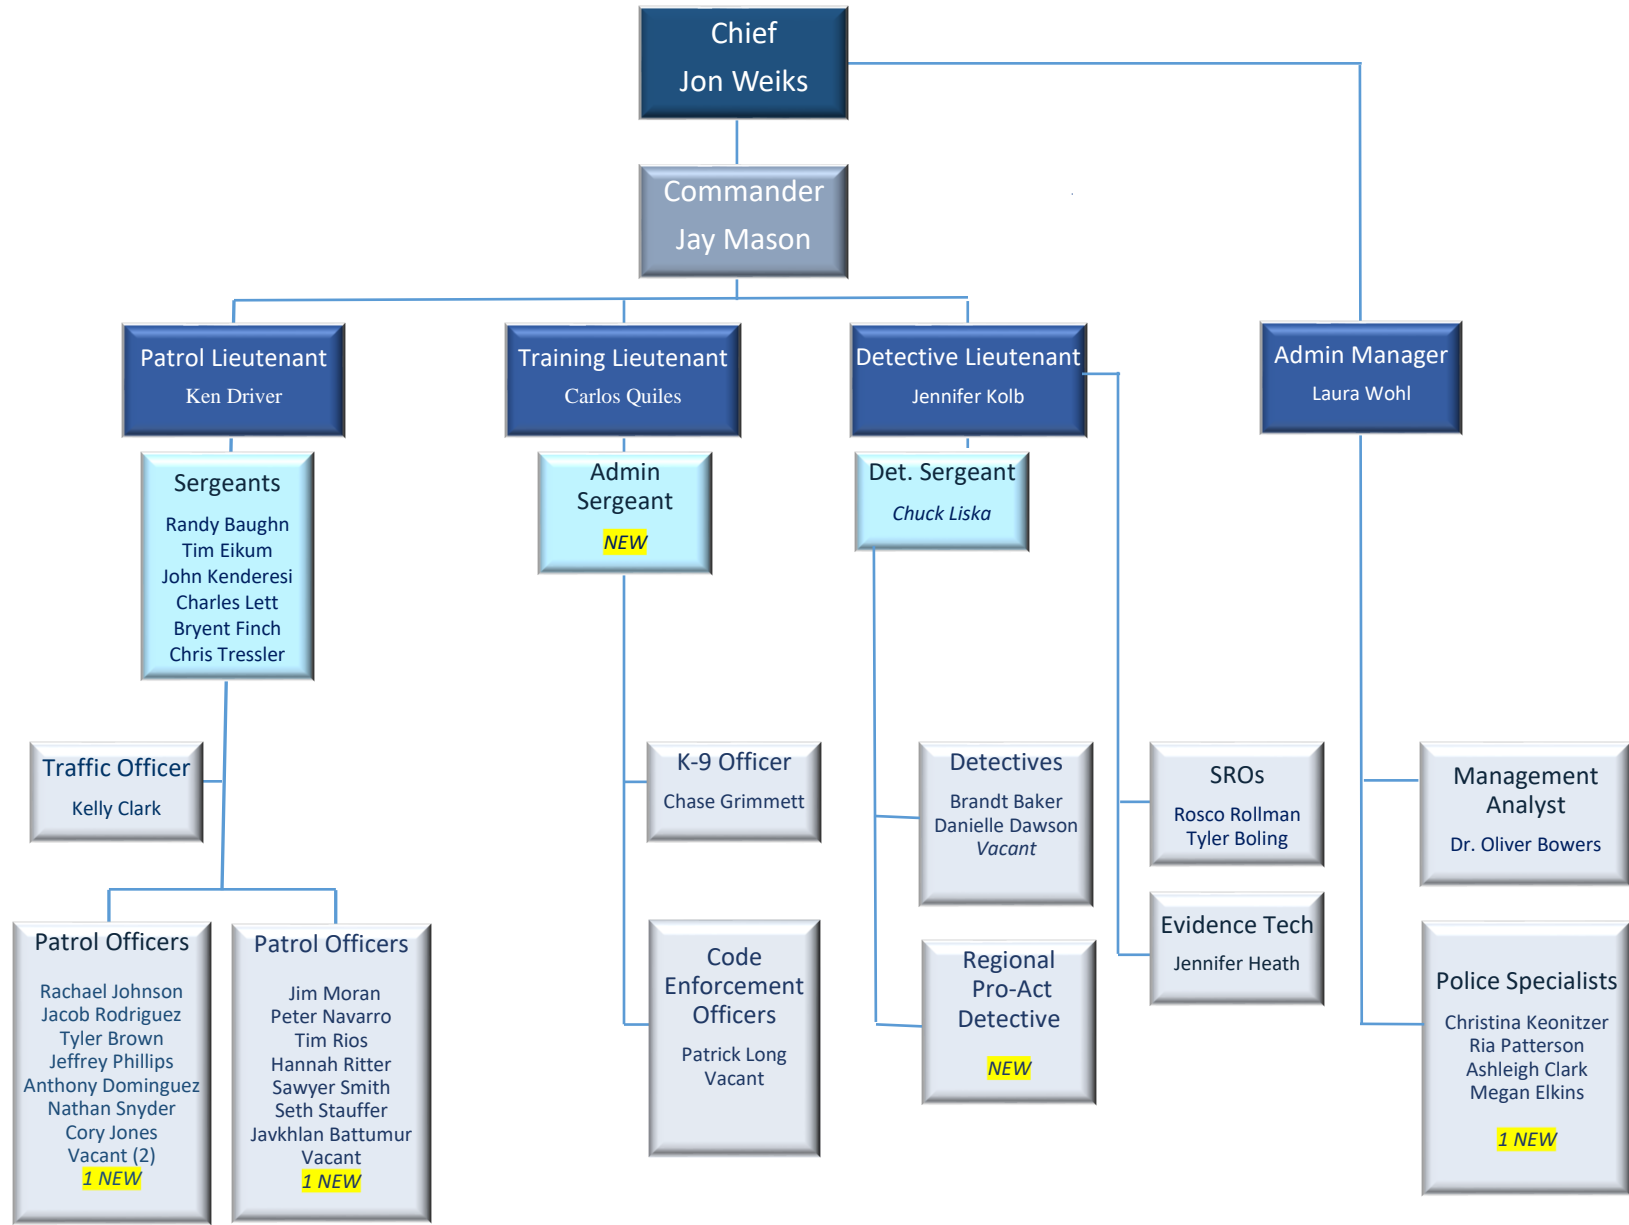 Chief
Jon Weiks
Commander
Jay Mason
Patrol Lieutenant
Ken Driver
Training Lieutenant
Carlos Quiles
Detective Lieutenant
Jennifer Kolb
Admin Manager
Laura Wohl
Sergeants
Randy Baughn
Tim Eikum
John Kenderesi
Charles Lett
Bryent Finch
Chris Tressler
Admin
Sergeant
NEW
Det. Sergeant
Chuck Liska
Traffic Officer
Kelly Clark
K-9 Officer
Chase Grimmett
Detectives
Brandt Baker
Danielle Dawson
Vacant
SROs
Rosco Rollman
Tyler Boling
Management
Analyst
Dr. Oliver Bowers
Patrol Officers
Rachael Johnson
Jacob Rodriguez
Tyler Brown
Jeffrey Phillips
Anthony Dominguez
Nathan Snyder
Cory Jones
Vacant (2)
1 NEW
Patrol Officers
Jim Moran
Peter Navarro
Tim Rios
Hannah Ritter
Sawyer Smith
Seth Stauffer
Javkhlan Battumur
Vacant
1 NEW
Code
Enforcement
Officers
Patrick Long
Vacant
Regional
Pro-Act
Detective
NEW
Evidence Tech
Jennifer Heath
Police Specialists
Christina Keonitzer
Ria Patterson
Ashleigh Clark
Megan Elkins
1 NEW